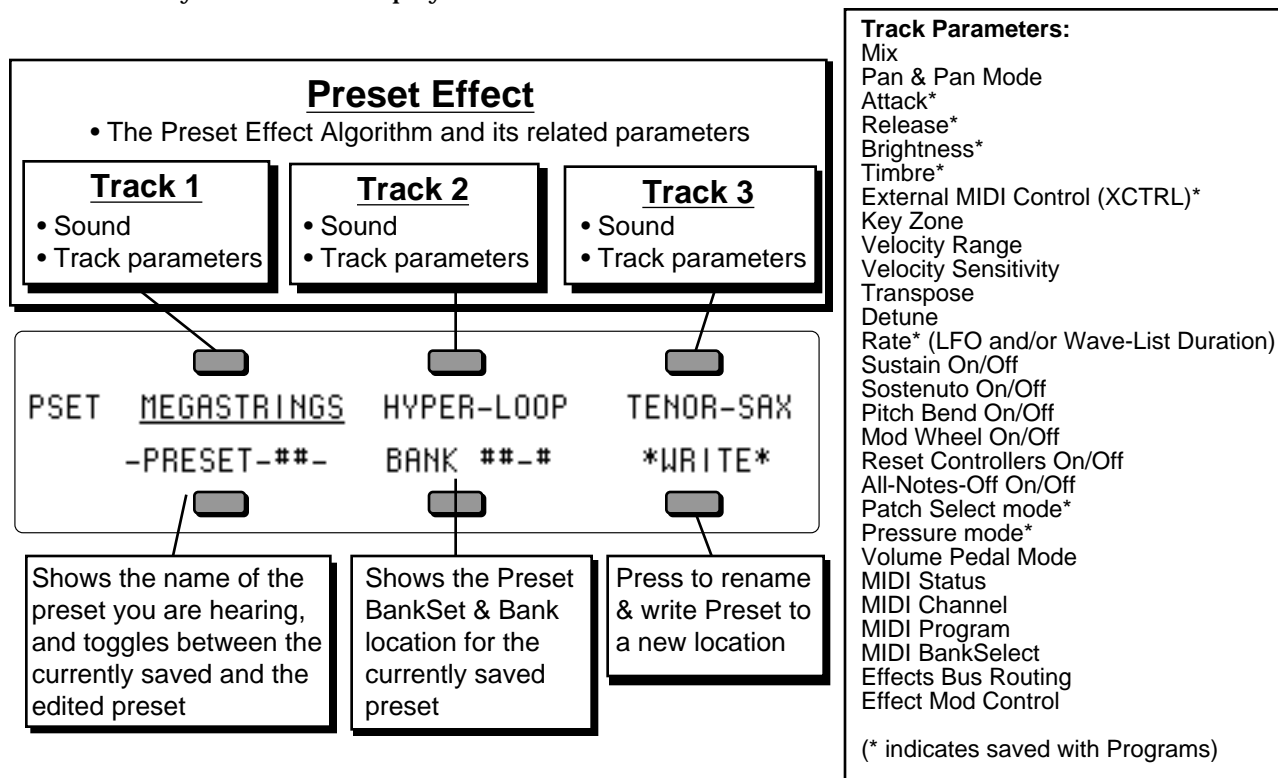 Preset Effect
• The Preset Effect Algorithm and its related parameters
Track 1
• Sound
• Track parameters
Track 2
• Sound
• Track parameters
Track 3
• Sound
• Track parameters
PSET MEGASTRINGS HYPER-LOOP TENOR-SAX
-PRESET-##- BANK ##-# *WRITE*
Shows the name of the
preset you are hearing,
and toggles between the
currently saved and the
edited preset
Shows the Preset
BankSet & Bank
location for the
currently saved
preset
Press to rename
& write Preset to
a new location
Track Parameters:
Mix
Pan & Pan Mode
Attack*
Release*
Brightness*
Timbre*
External MIDI Control (XCTRL)*
Key Zone
Velocity Range
Velocity Sensitivity
Transpose
Detune
Rate* (LFO and/or Wave-List Duration)
Sustain On/Off
Sostenuto On/Off
Pitch Bend On/Off
Mod Wheel On/Off
Reset Controllers On/Off
All-Notes-Off On/Off
Patch Select mode*
Pressure mode*
Volume Pedal Mode
MIDI Status
MIDI Channel
MIDI Program
MIDI BankSelect
Effects Bus Routing
Effect Mod Control
(* indicates saved with Programs)